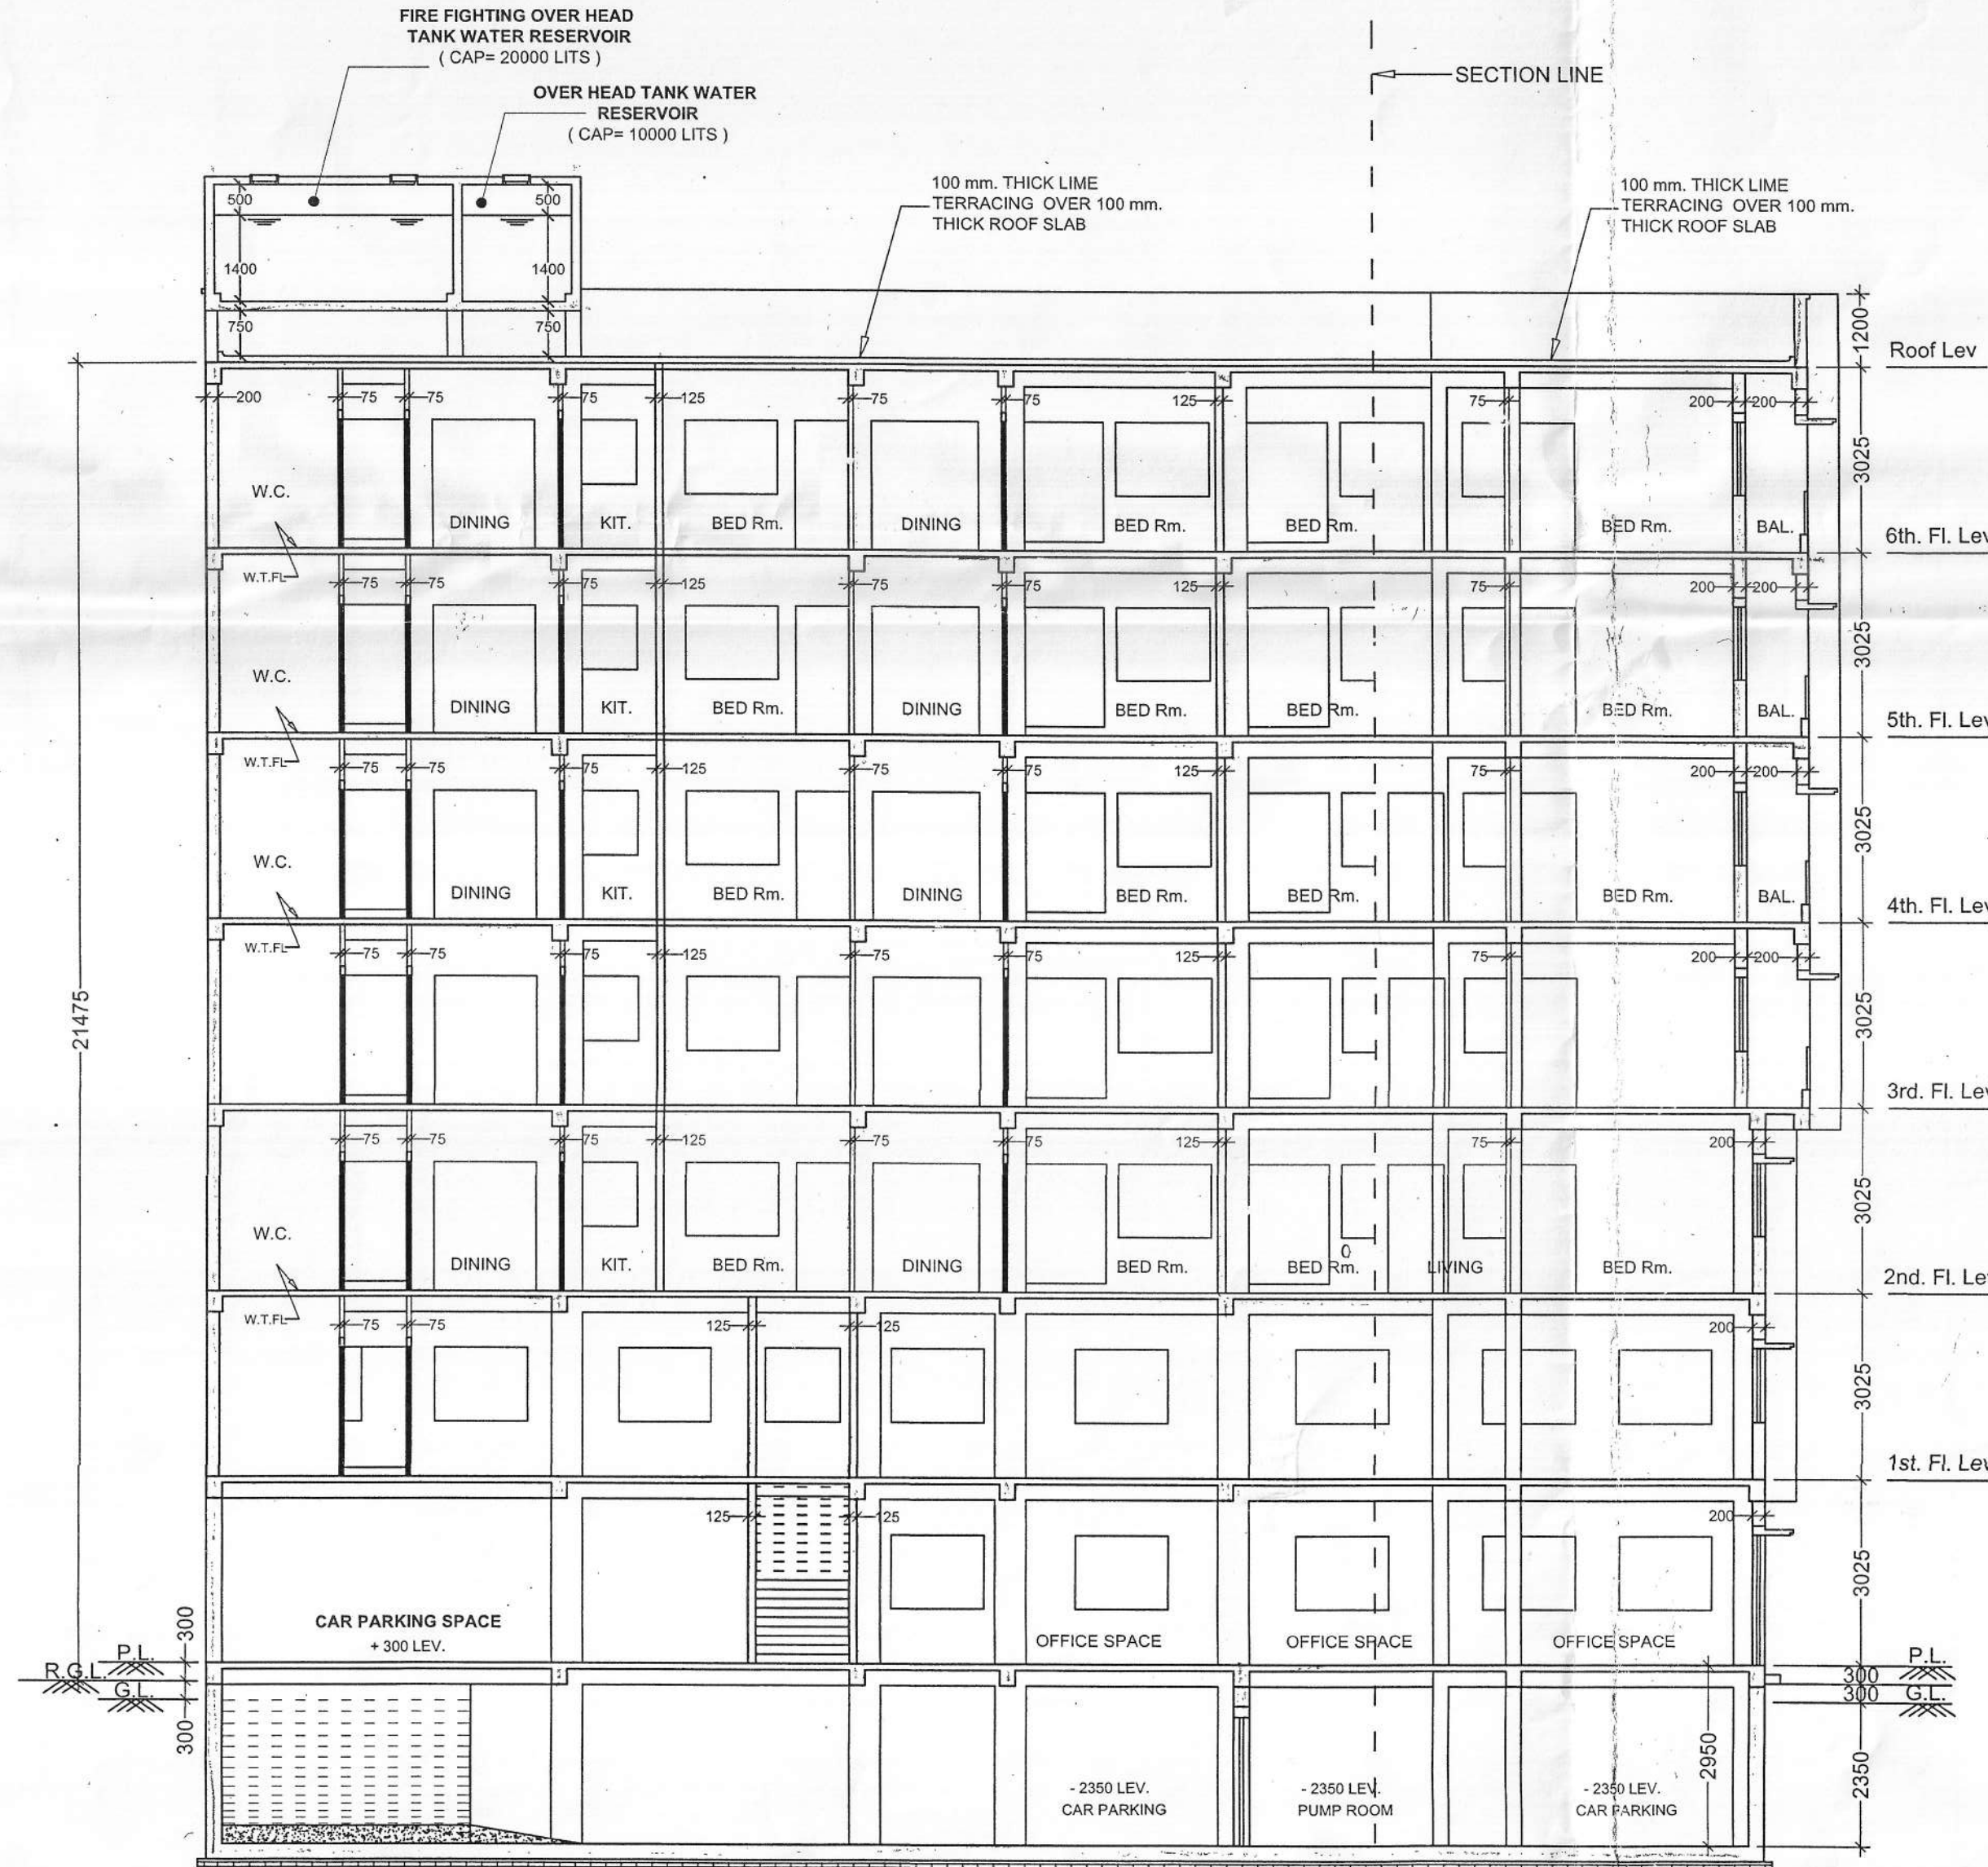 FIRE FIGHTING OVER HEAD
TANK WATER RESERVOIR
( CAP= 20000 LITS )
OVER HEAD TANK WATER
RESERVOIR
( CAP= 10000 LITS )
SECTION LINE
100 mm. THICK LIME
TERRACING OVER 100 mm.
THICK ROOF SLAB
100 mm. THICK LIME
TERRACING OVER 100 mm.
THICK ROOF SLAB
500 500
1400 1400
750 750
1200
Roof Lev
200 75 75 75 125 75 75 125 75 200 200
3025
W.C. DINING KIT. BED Rm. DINING BED Rm. BED Rm. BED Rm. BAL.
6th. Fl. Lev
W.T.FL 75 75 75 125 75 75 125 75 200 200
3025
W.C. DINING KIT. BED Rm. DINING BED Rm. BED Rm. BED Rm. BAL.
5th. Fl. Lev
W.T.FL 75 75 75 125 75 75 125 75 200 200
3025
W.C. DINING KIT. BED Rm. DINING BED Rm. BED Rm. BED Rm. BAL.
4th. Fl. Lev
W.T.FL 75 75 75 125 75 75 125 75 200 200
21475
3025
3rd. Fl. Lev
75 75 75 125 75 75 125 75 200
3025
W.C. DINING KIT. BED Rm. DINING BED Rm. BED Rm. LIVING BED Rm.
2nd. Fl. Lev
W.T.FL 75 75 125 125 200
3025
1st. Fl. Lev
125 125 200
3025
CAR PARKING SPACE
+ 300 LEV.
OFFICE SPACE OFFICE SPACE OFFICE SPACE
300
P.L.
R.G.L
G.L.
300
P.L.
300
300 G.L.
2950
2350
- 2350 LEV.
CAR PARKING
- 2350 LEV.
PUMP ROOM
- 2350 LEV.
CAR PARKING